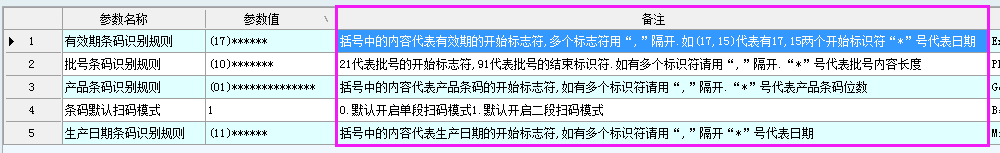 参数名称 参数值 备注
1 有效期条码识别规则 (17)****** 括号中的内容代表有效期的开始标志符,多个标志符用“,”隔开.如(17,15)代表有17,15两个开始标识符“*”号代表日期
2 批号条码识别规则 (10)****** 21代表批号的开始标志符,91代表批号的结束标识符.如有多个标识符请用“,”隔开.“*”号代表批号内容长度
3 产品条码识别规则 (01)************** 括号中的内容代表产品条码的开始标志符,如有多个标识符请用“,”隔开.“*”号代表产品条码位数
4 条码默认扫码模式 1 0.默认开启单段扫码模式1.默认开启二段扫码模式
5 生产日期条码识别规则 (11)****** 括号中的内容代表生产日期的开始标志符,如有多个标识符请用“,”隔开“*”号代表日期